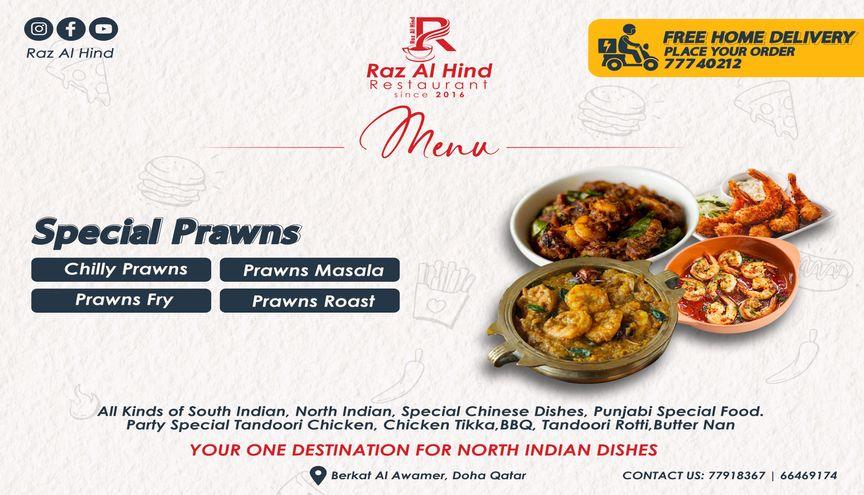 Raz Al Hind
R
Raz Al Hind
Raz Al Hind
Restaurant
since 2016
FREE HOME DELIVERY
PLACE YOUR ORDER
77740212
Menu
Special Prawns
Chilly Prawns
Prawns Masala
Prawns Fry
Prawns Roast
All Kinds of South Indian, North Indian, Special Chinese Dishes, Punjabi Special Food.
Party Special Tandoori Chicken, Chicken Tikka,BBQ, Tandoori Rotti,Butter Nan
YOUR ONE DESTINATION FOR NORTH INDIAN DISHES
Berkat Al Awamer, Doha Qatar
CONTACT US: 77918367 | 66469174